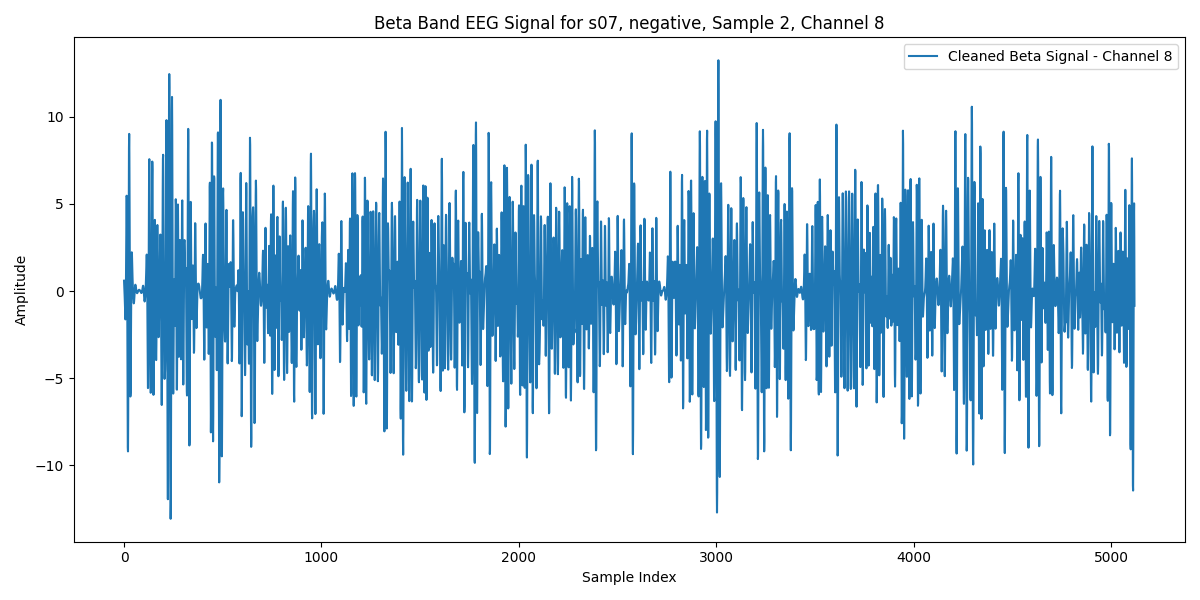 Beta Band EEG Signal for s07, negative, Sample 2, Channel 8
Cleaned Beta Signal - Channel 8
Amplitude
10
5
0
−5
−10
0 1000 2000 3000 4000 5000
Sample Index